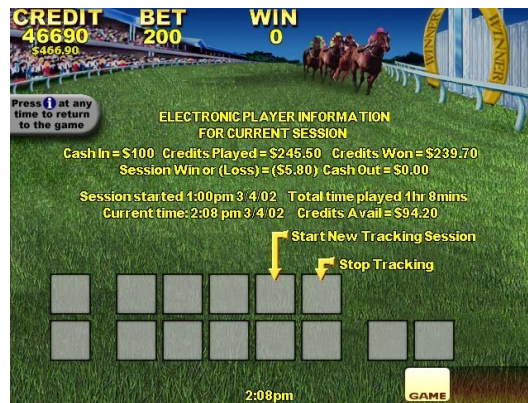 CREDIT BET WIN
46690 200 0
$466.90
WINNER
WINNER
Press i at any
time to return
to the game
ELECTRONIC PLAYER INFORMATION
FOR CURRENT SESSION
Cash In = $100 Credits Played = $245.50 Credits Won = $239.70
Session Win or (Loss) = ($5.80) Cash Out = $0.00
Session started 1:00pm 3/4/02 Total time played 1hr 8mins
Current time: 2:08 pm 3/4/02 Credits Avail = $94.20
Start New Tracking Session
Stop Tracking
2:08pm
GAME